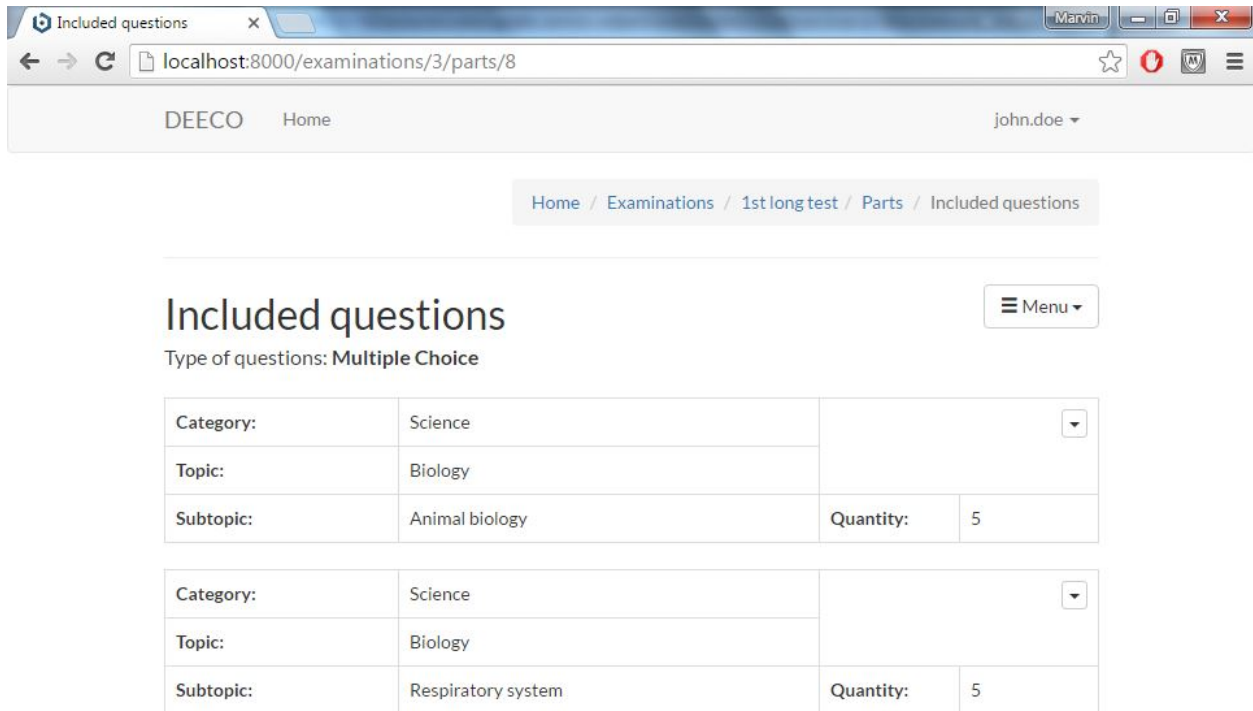 Included questions
Marvin
localhost:8000/examinations/3/parts/8
DEECO Home john.doe
Home / Examinations / 1st long test / Parts / Included questions
Included questions
Menu
Type of questions: Multiple Choice
Category: Science
Topic: Biology
Subtopic: Animal biology Quantity: 5
Category: Science
Topic: Biology
Subtopic: Respiratory system Quantity: 5